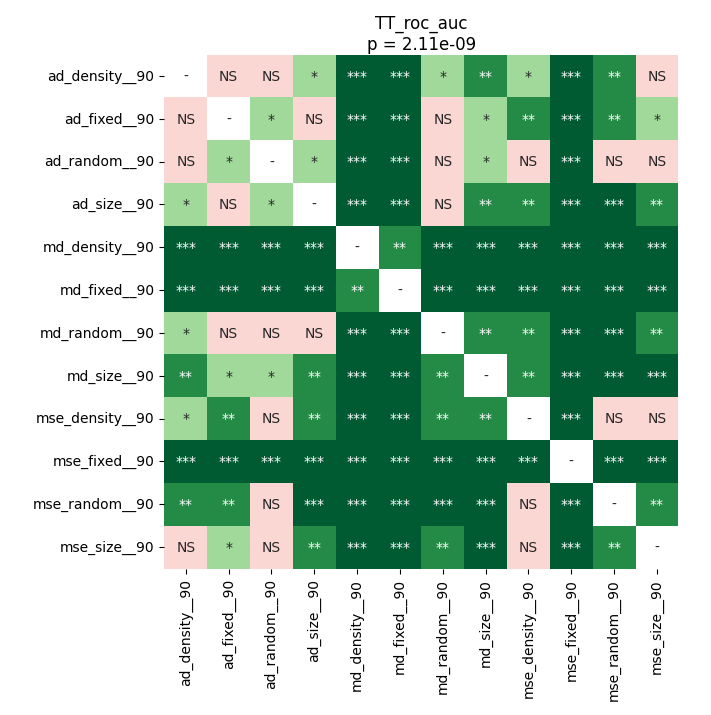 TT_roc_auc
p = 2.11e-09
ad_density__90 - NS NS * *** *** * ** * *** ** NS
ad_fixed__90 NS - * NS *** *** NS * ** *** ** *
ad_random__90 NS * - * *** *** NS * NS *** NS NS
ad_size__90 * NS * - *** *** NS ** ** *** *** **
md_density__90 *** *** *** *** - ** *** *** *** *** *** ***
md_fixed__90 *** *** *** *** ** - *** *** *** *** *** ***
md_random__90 * NS NS NS *** *** - ** ** *** *** **
md_size__90 ** * * ** *** *** ** - ** *** *** ***
mse_density__90 * ** NS ** *** *** ** ** - *** NS NS
mse_fixed__90 *** *** *** *** *** *** *** *** *** - *** ***
mse_random__90 ** ** NS *** *** *** *** *** NS *** - **
mse_size__90 NS * NS ** *** *** ** *** NS *** ** -
ad_density__90
ad_fixed__90
ad_random__90
ad_size__90
md_density__90
md_fixed__90
md_random__90
md_size__90
mse_density__90
mse_fixed__90
mse_random__90
mse_size__90